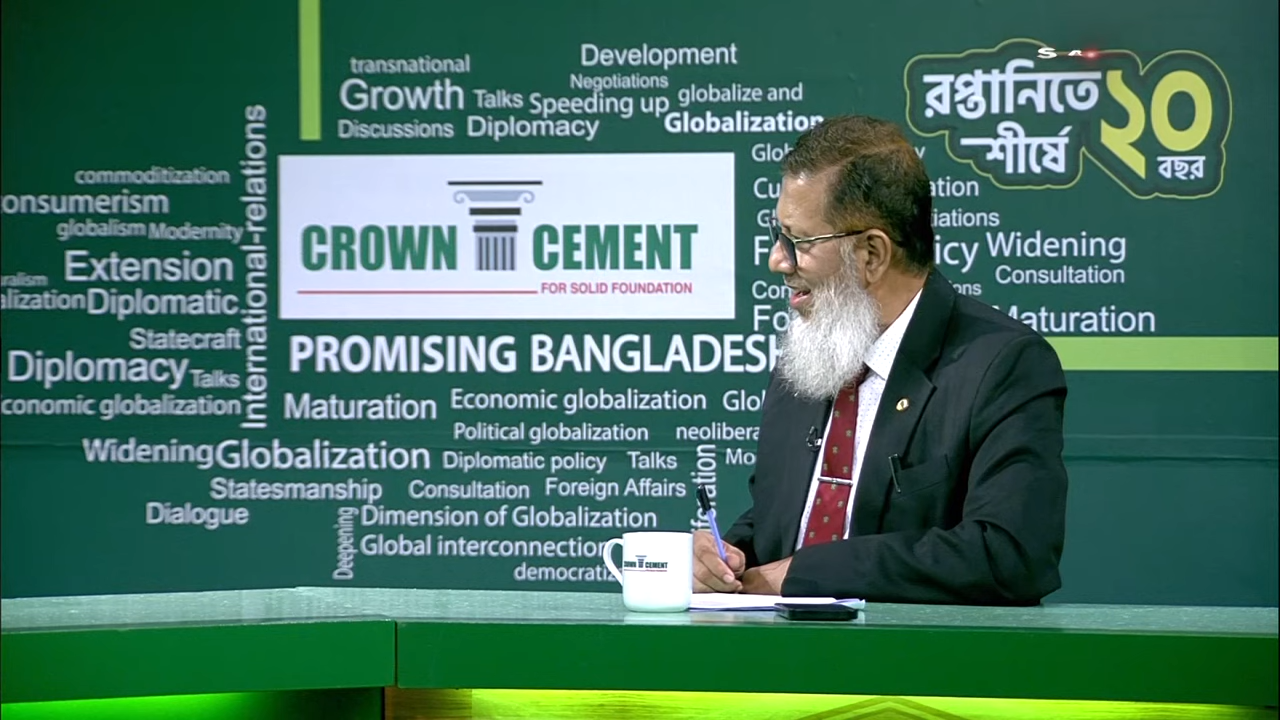 transnational
Development
Negotiations
Growth
Talks
Speeding up
globalize and
Discussions
Diplomacy
Globalization
রপ্তানিতে
শীর্ষে
২০
বছর
International-relations
commoditization
onsumerism
globalism
Modernity
Extension
alization
Diplomatic
Statecraft
Diplomacy
Talks
conomic globalization
CROWN CEMENT
FOR SOLID FOUNDATION
PROMISING BANGLADESH
Widening
Consultation
Maturation
Maturation
Economic globalization
Political globalization
Diplomatic policy
Talks
Widening
Globalization
Statesmanship
Consultation
Foreign Affairs
Dialogue
Deepening
Dimension of Globalization
Global interconnection
CROWN CEMENT